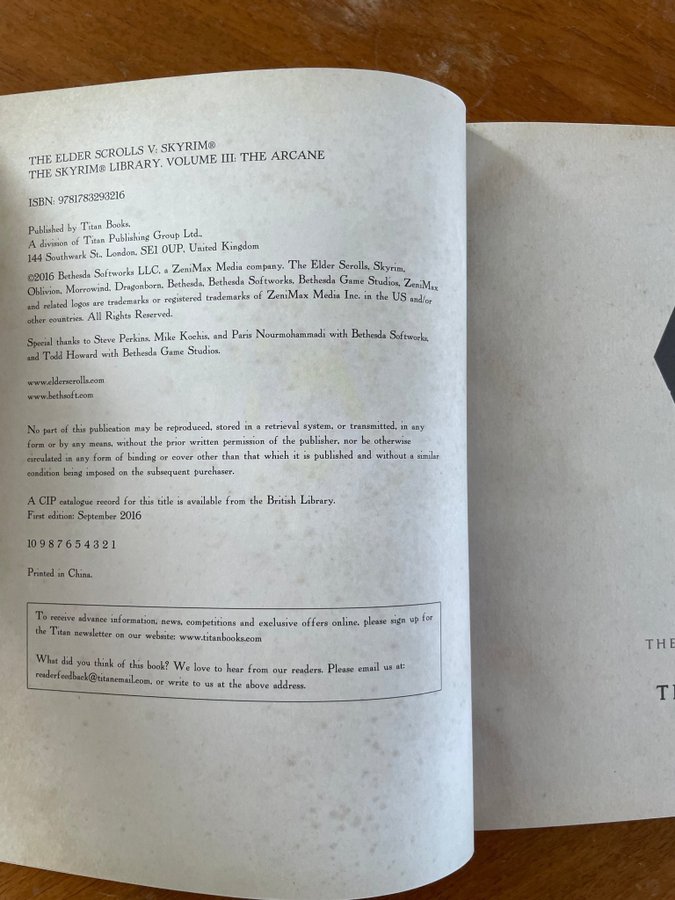 THE ELDER SCROLLS V: SKYRIM®
THE SKYRIM® LIBRARY, VOLUME III: THE ARCANE
ISBN: 9781783293216
Published by Titan Books,
A division of Titan Publishing Group Ltd.,
144 Southwark St., London, SE1 0UP, United Kingdom
©2016 Bethesda Softworks LLC, a ZeniMax Media company. The Elder Scrolls, Skyrim,
Oblivion, Morrowind, Dragonborn, Bethesda, Bethesda Softworks, Bethesda Game Studios, ZeniMax
and related logos are trademarks or registered trademarks of ZeniMax Media Inc. in the US and/or
other countries. All Rights Reserved.
Special thanks to Steve Perkins, Mike Kochis, and Paris Nourmohammadi with Bethesda Softworks,
and Todd Howard with Bethesda Game Studios.
www.elderscrolls.com
www.bethsoft.com
No part of this publication may be reproduced, stored in a retrieval system, or transmitted, in any
form or by any means, without the prior written permission of the publisher, nor be otherwise
circulated in any form of binding or cover other than that which it is published and without a similar
condition being imposed on the subsequent purchaser.
A CIP catalogue record for this title is available from the British Library.
First edition: September 2016
10 9 8 7 6 5 4 3 2 1
Printed in China.
To receive advance information, news, competitions and exclusive offers online, please sign up for
the Titan newsletter on our website: www.titanbooks.com
What did you think of this book? We love to hear from our readers. Please email us at:
readerfeedback@titanemail.com, or write to us at the above address.
THE